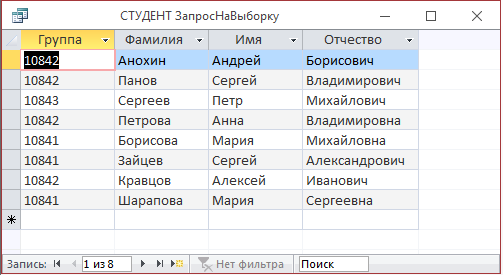 СТУДЕНТ ЗапросНаВыборку
Группа Фамилия Имя Отчество
10842 Анохин Андрей Борисович
10842 Панов Сергей Владимирович
10843 Сергеев Петр Михайлович
10842 Петрова Анна Владимировна
10841 Борисова Мария Михайловна
10841 Зайцев Сергей Александрович
10842 Кравцов Алексей Иванович
10841 Шарапова Мария Сергеевна
Запись: 1 из 8 Нет фильтра Поиск